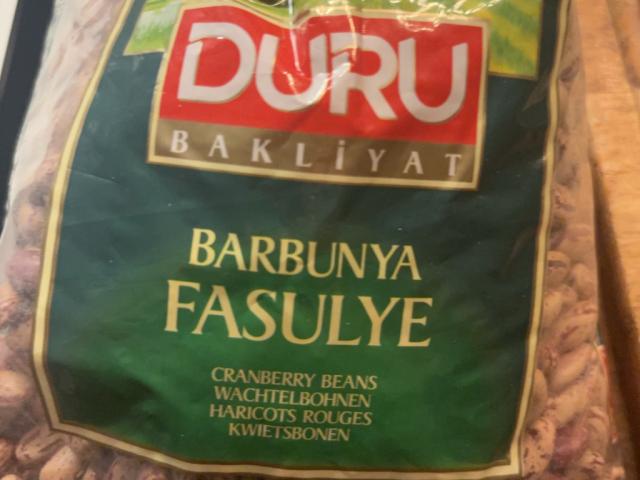 DURU
BAKLİYAT
BARBUNYA
FASULYE
CRANBERRY BEANS
WACHTELBOHNEN
HARICOTS ROUGES
KWIETSBONEN